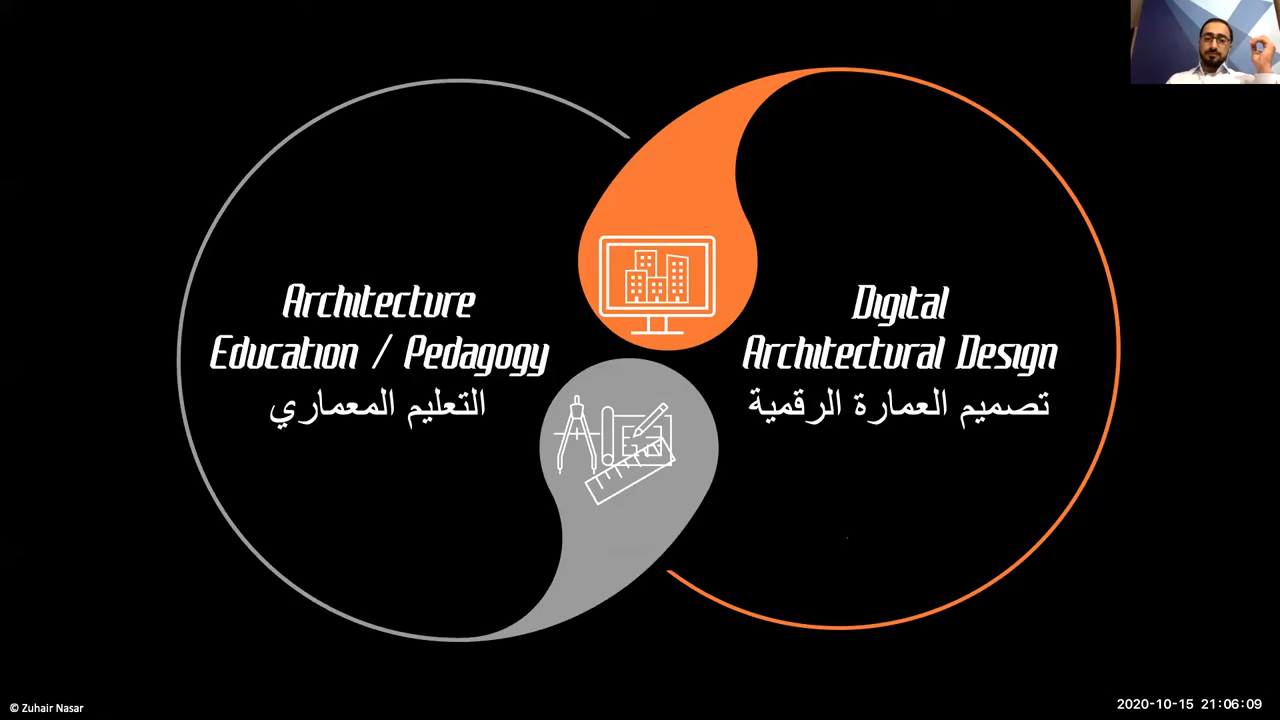 Architecture
Education / Pedagogy
التعليم المعماري
Digital
Architectural Design
تصميم العمارة الرقمية
© Zuhair Nasar
2020-10-15 21:06:09